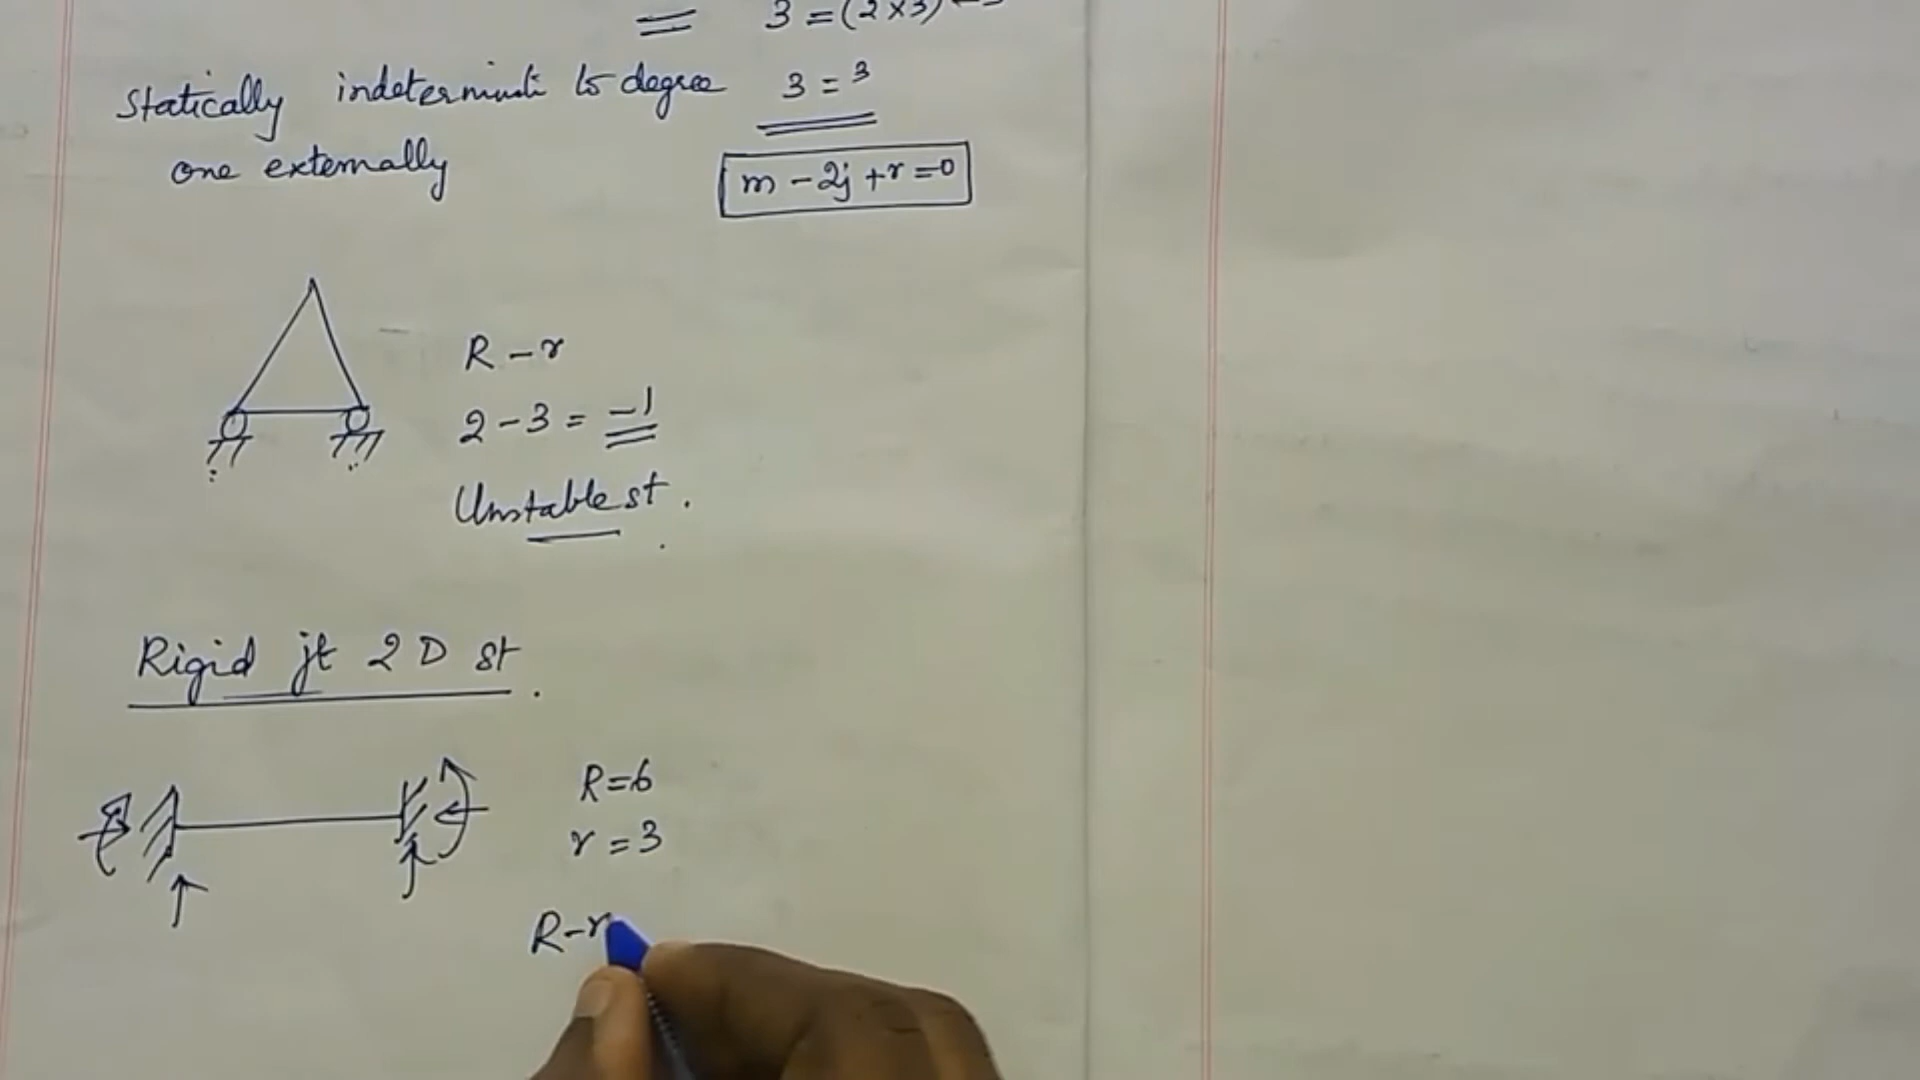 3 = (2 x 3) - 3
Statically indeterminate to degree
one externally
3 = 3
m - 2j + r = 0
R - r
2 - 3 = -1
Unstable st.
Rigid jt 2D st.
R = 6
r = 3
R - r